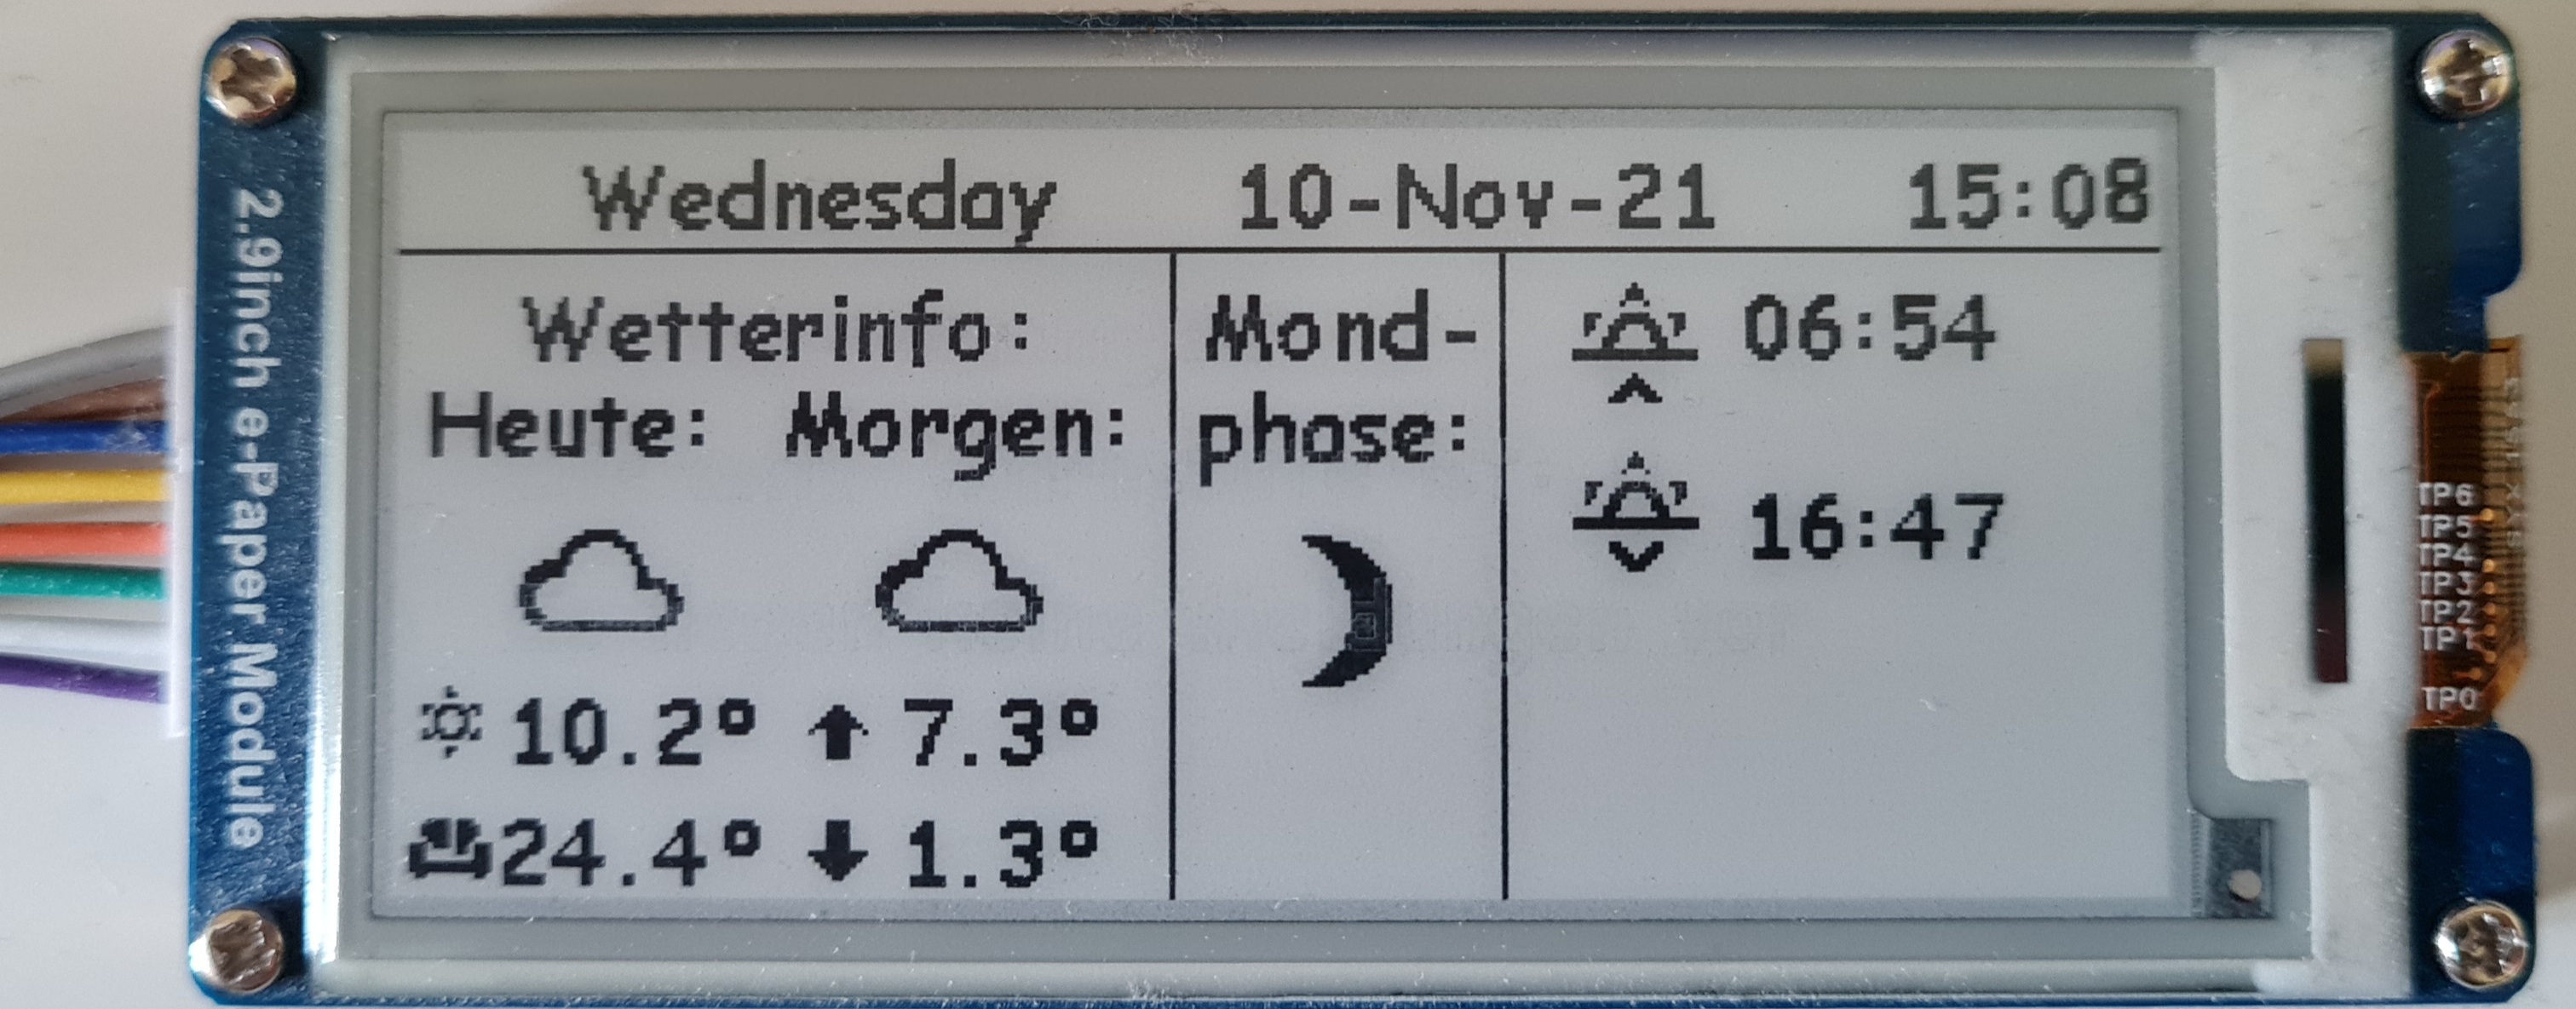 2.9inch e-Paper Module
Wednesday 10-Nov-21 15:08
Wetterinfo:
Heute: Morgen:
10.2° 7.3°
24.4° 1.3°
Mond-
phase:
06:54
16:47
TP6
TP5
TP4
TP3
TP2
TP1
TP0